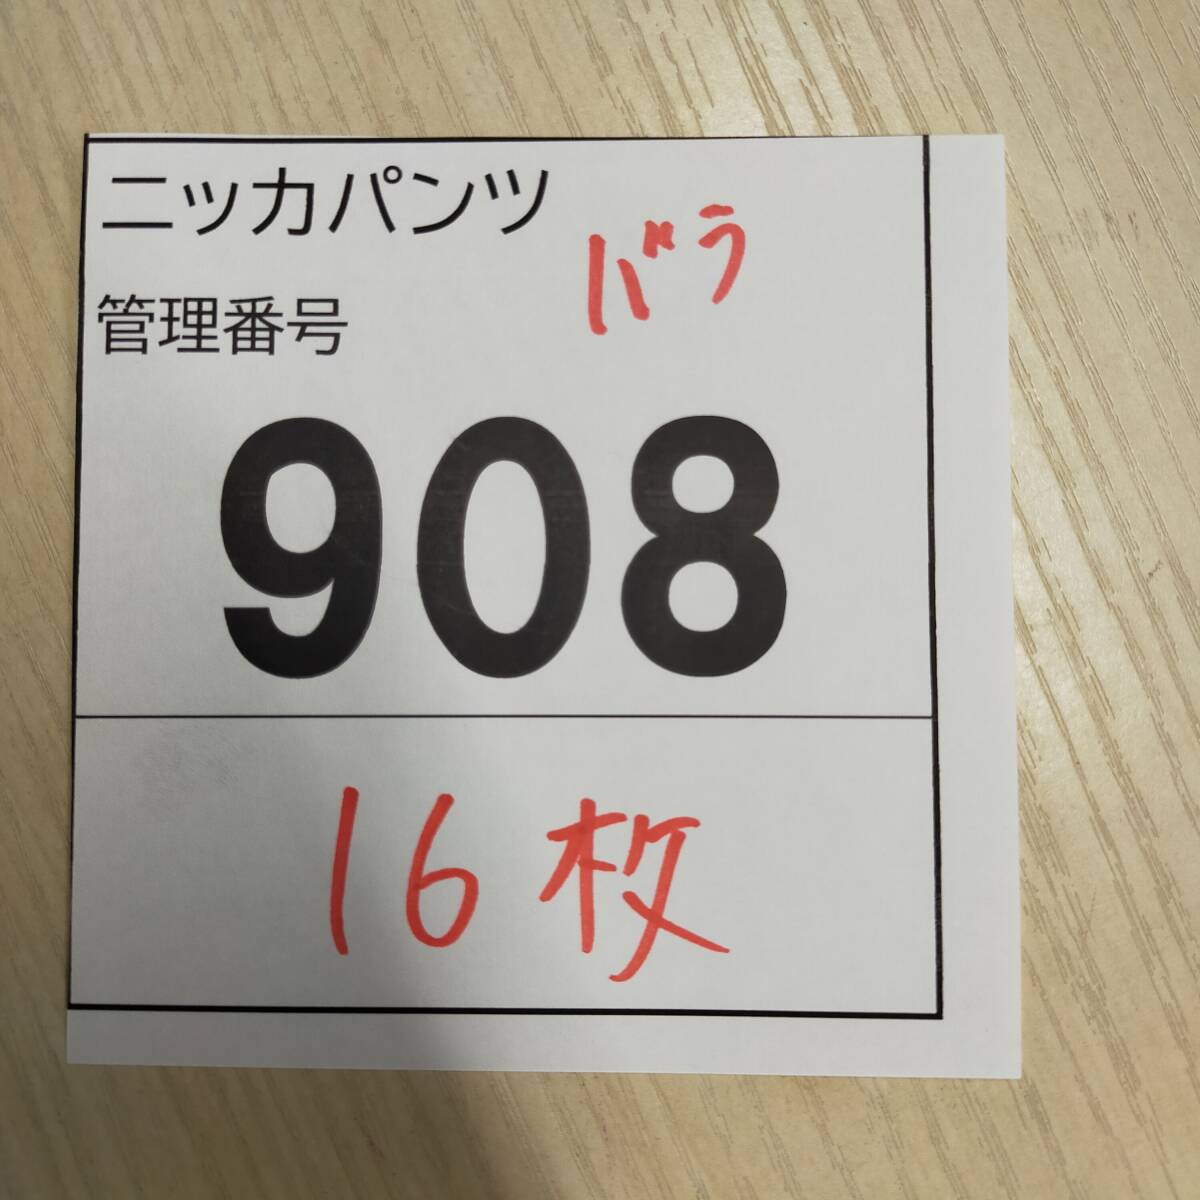 ニッカパンツ
バラ
管理番号
908
16枚